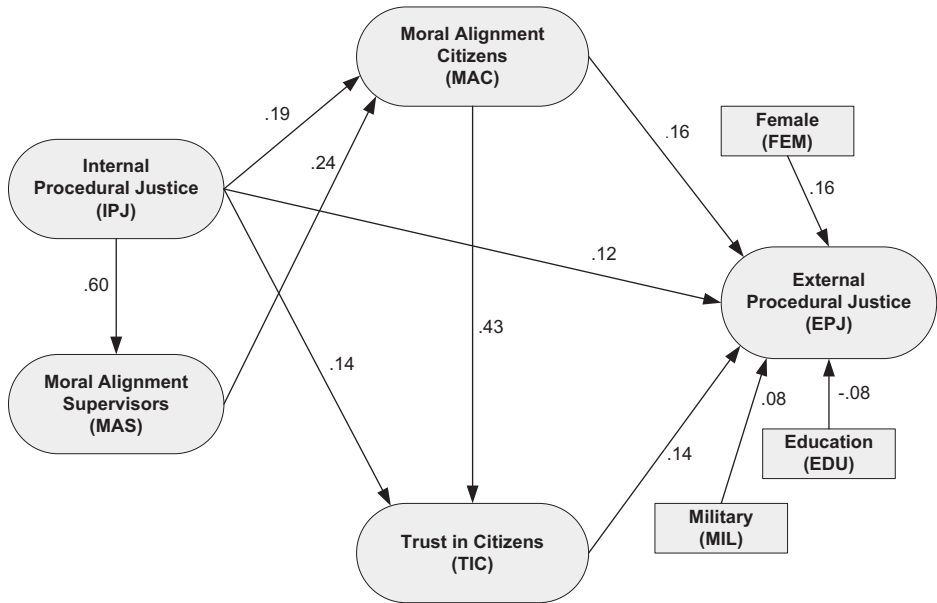 Moral Alignment
Citizens
(MAC)
.19
.16
Female
(FEM)
Internal
Procedural Justice
(IPJ)
.24
.16
.12
External
Procedural Justice
(EPJ)
.60
.43
Moral Alignment
Supervisors
(MAS)
.14
.08
-.08
Education
(EDU)
.14
Military
(MIL)
Trust in Citizens
(TIC)